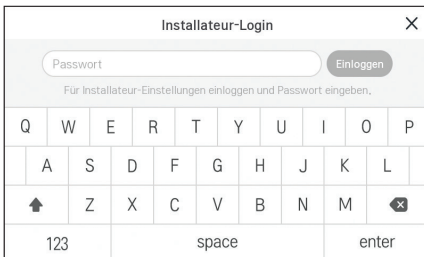 Installateur-Login
Passwort Einloggen
Für Installateur-Einstellungen einloggen und Passwort eingeben.
Q W E R T Y U I O P
A S D F G H J K L
Z X C V B N M
123 space enter